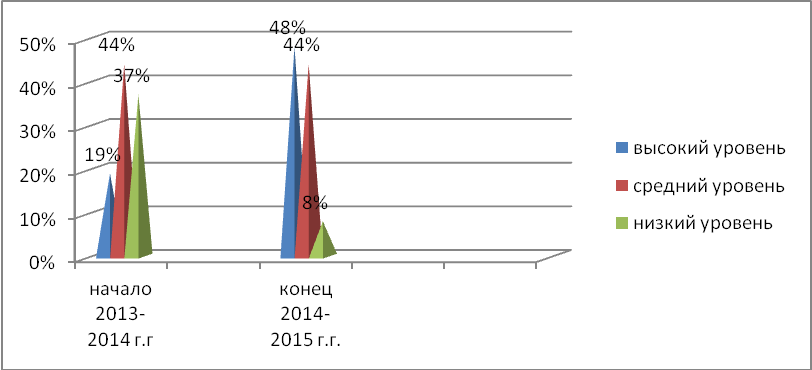 50%
40%
30%
20%
10%
0%
19%
44%
37%
48%
44%
8%
начало
2013-
2014 г.г
конец
2014-
2015 г.г.
высокий уровень
средний уровень
низкий уровень